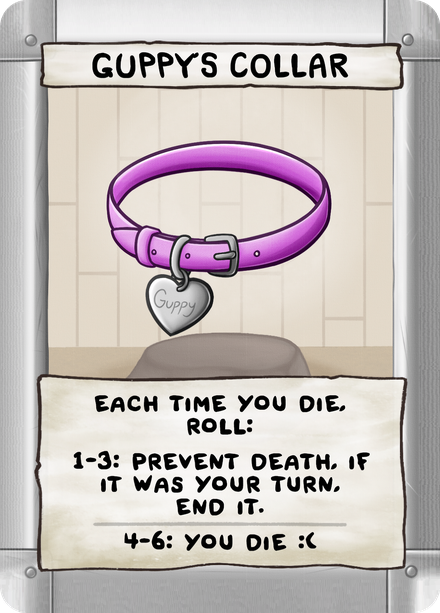 GUPPY'S COLLAR
Guppy
EACH TIME YOU DIE,
ROLL:
1-3: PREVENT DEATH. IF
IT WAS YOUR TURN,
END IT.
4-6: YOU DIE :(